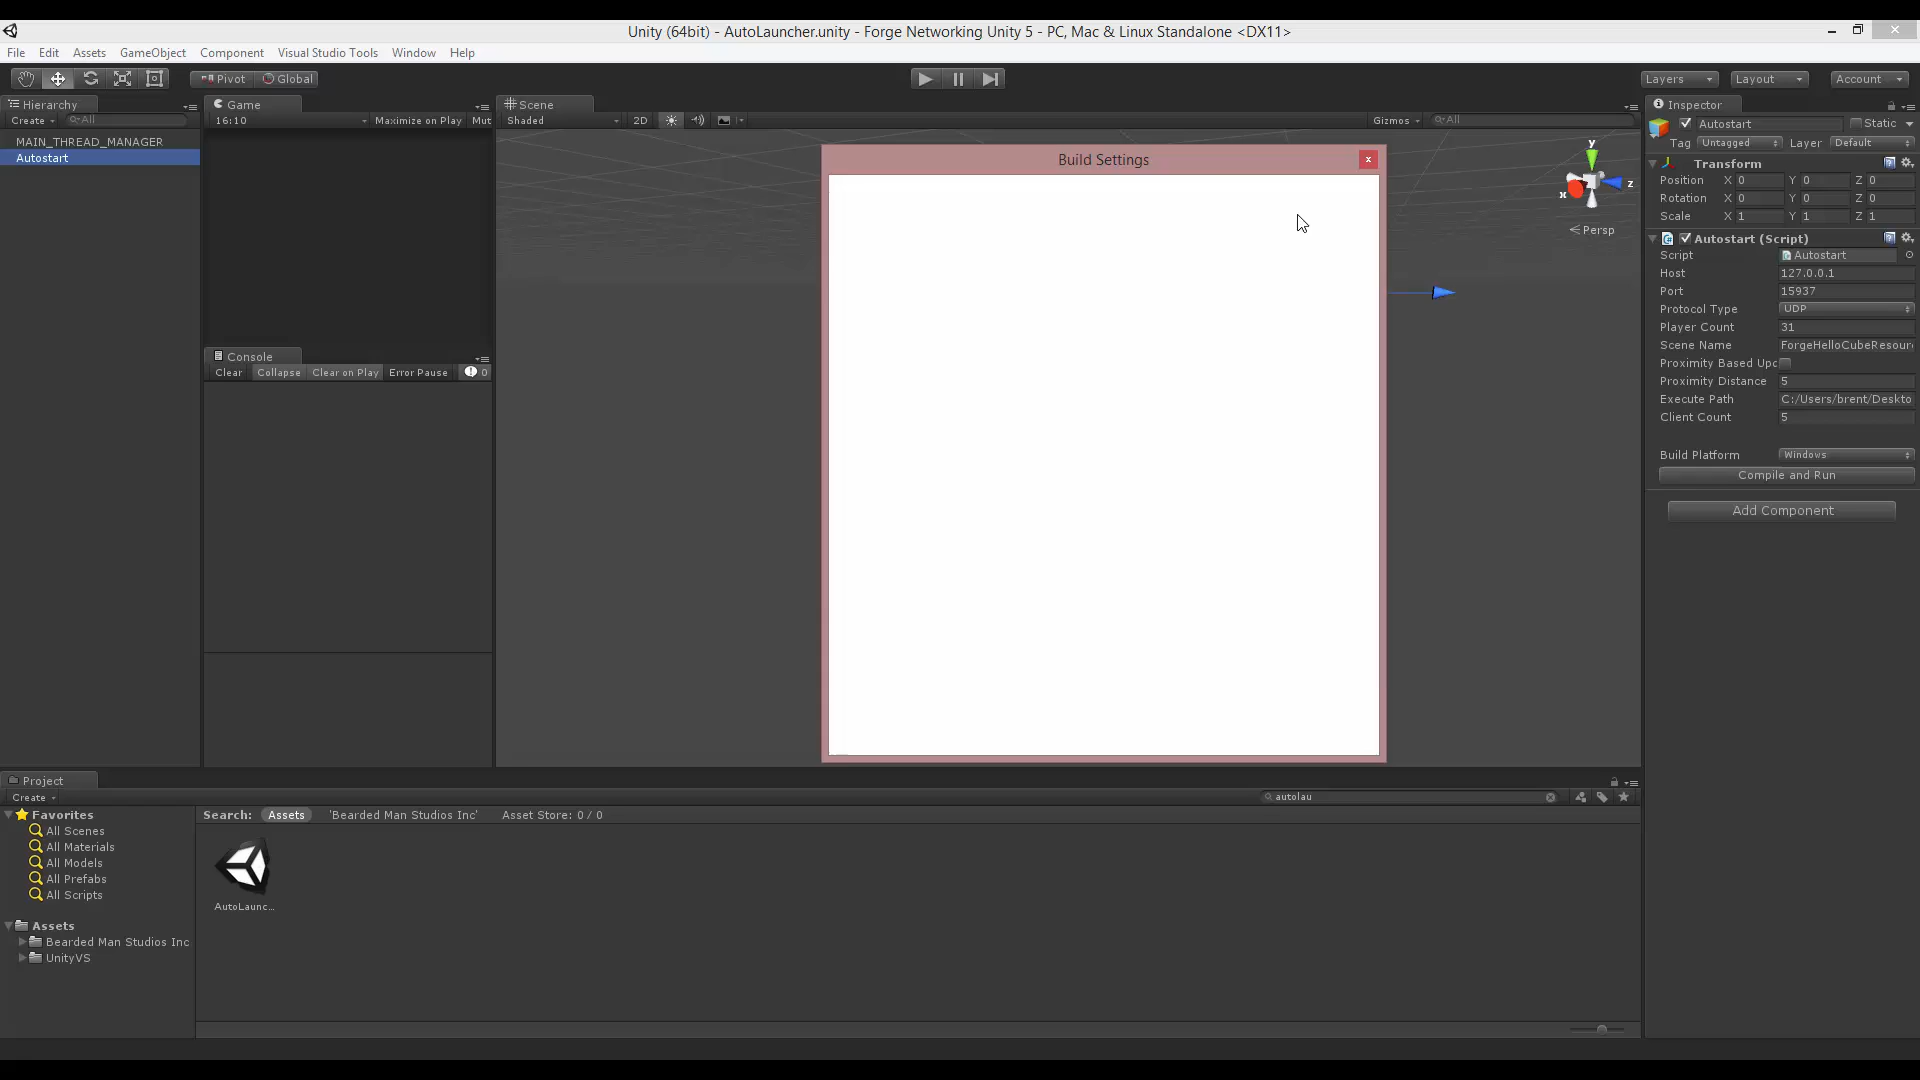 Unity (64bit) - AutoLauncher.unity - Forge Networking Unity 5 - PC, Mac & Linux Standalone <DX11>
File Edit Assets GameObject Component Visual Studio Tools Window Help
Pivot Global Layers Layout Account
Hierarchy Game Scene Inspector
Create All 16:10 Maximize on Play Mut Shaded 2D Gizmos All Autostart Static
MAIN_THREAD_MANAGER
Autostart
Tag Untagged Layer Default
Build Settings
Transform
Position X 0 Y 0 Z 0
Rotation X 0 Y 0 Z 0
Scale X 1 Y 1 Z 1
y
z
x
Persp
Autostart (Script)
Script Autostart
Host 127.0.0.1
Port 15937
Protocol Type UDP
Player Count 31
Scene Name ForgeHelloCubeResour
Proximity Based Upc
Proximity Distance 5
Execute Path C:/Users/brent/Deskto
Client Count 5
Build Platform Windows
Compile and Run
Add Component
Console
Clear Collapse Clear on Play Error Pause 0
Project
Create autolau
Favorites
All Scenes
All Materials
All Models
All Prefabs
All Scripts
Assets
Bearded Man Studios Inc
UnityVS
Search: Assets 'Bearded Man Studios Inc' Asset Store: 0 / 0
AutoLaunc...